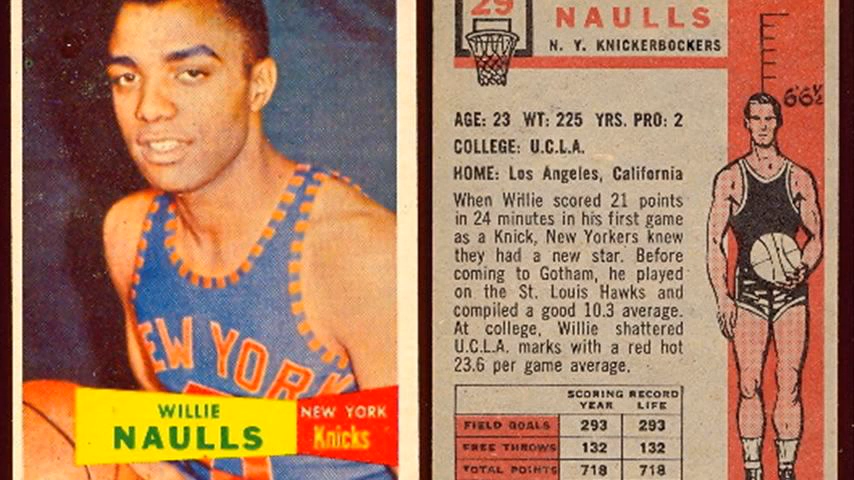 NEW YORK
WILLIE
NAULLS
NEW YORK
Knicks
29
NAULLS
N. Y. KNICKERBOCKERS
6'6½
AGE: 23 WT: 225 YRS. PRO: 2
COLLEGE: U.C.L.A.
HOME: Los Angeles, California
When Willie scored 21 points
in 24 minutes in his first game
as a Knick, New Yorkers knew
they had a new star. Before
coming to Gotham, he played
on the St. Louis Hawks and
compiled a good 10.3 average.
At college, Willie shattered
U.C.L.A. marks with a red hot
23.6 per game average.
SCORING RECORD
YEAR LIFE
FIELD GOALS 293 293
FREE THROWS 132 132
TOTAL POINTS 718 718